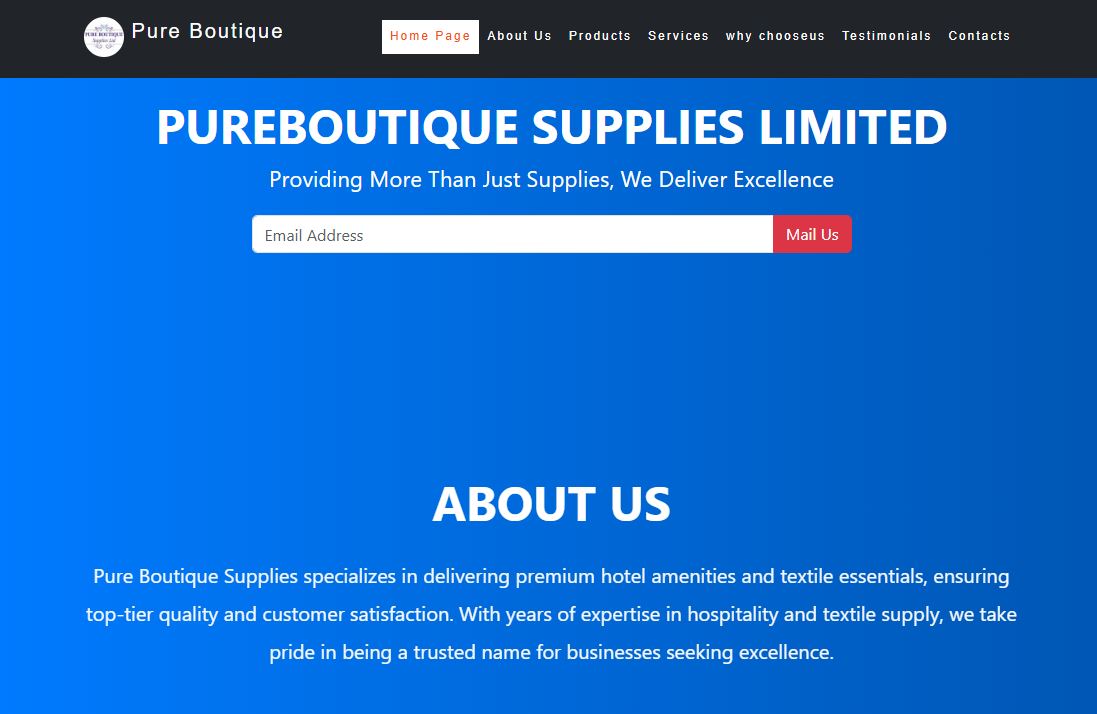 PURE BOUTIQUE
Supplies Ltd
Pure Boutique
Home Page About Us Products Services why chooseus Testimonials Contacts
PUREBOUTIQUE SUPPLIES LIMITED
Providing More Than Just Supplies, We Deliver Excellence
Email Address Mail Us
ABOUT US
Pure Boutique Supplies specializes in delivering premium hotel amenities and textile essentials, ensuring
top-tier quality and customer satisfaction. With years of expertise in hospitality and textile supply, we take
pride in being a trusted name for businesses seeking excellence.